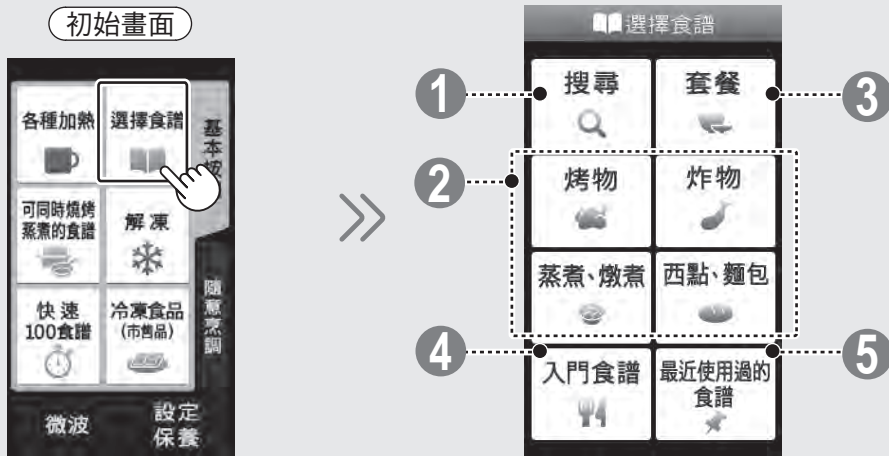 初始畫面
各種加熱
選擇食譜
基本按
可同時燒烤
蒸煮的食譜
解凍
快速
100食譜
冷凍食品
(市售品)
隨意烹調
微波
設定
保養
選擇食譜
1
搜尋
套餐
3
2
烤物
炸物
蒸煮、燉煮
西點、麵包
4
入門食譜
最近使用過的
食譜
5